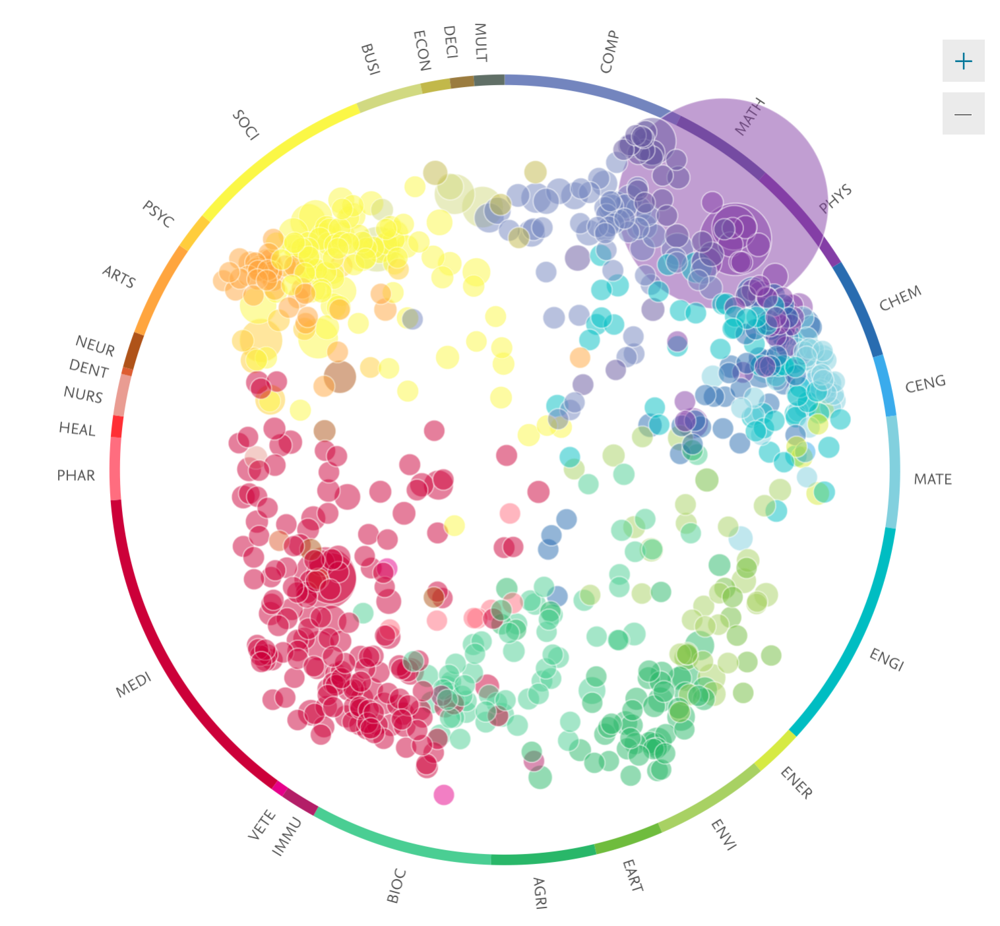 MULT
DECI
ECON
BUSI
COMP
MATH
SOCI
PHYS
PSYC
ARTS
CHEM
NEUR
DENT
CENG
NURS
HEAL
PHAR
MATE
ENGI
MEDI
ENER
VETE
IMMU
ENVI
BIOC
EART
AGRI